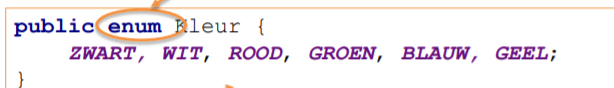 public enum Kleur {
ZWART, WIT, ROOD, GROEN, BLAUW, GEEL;
}